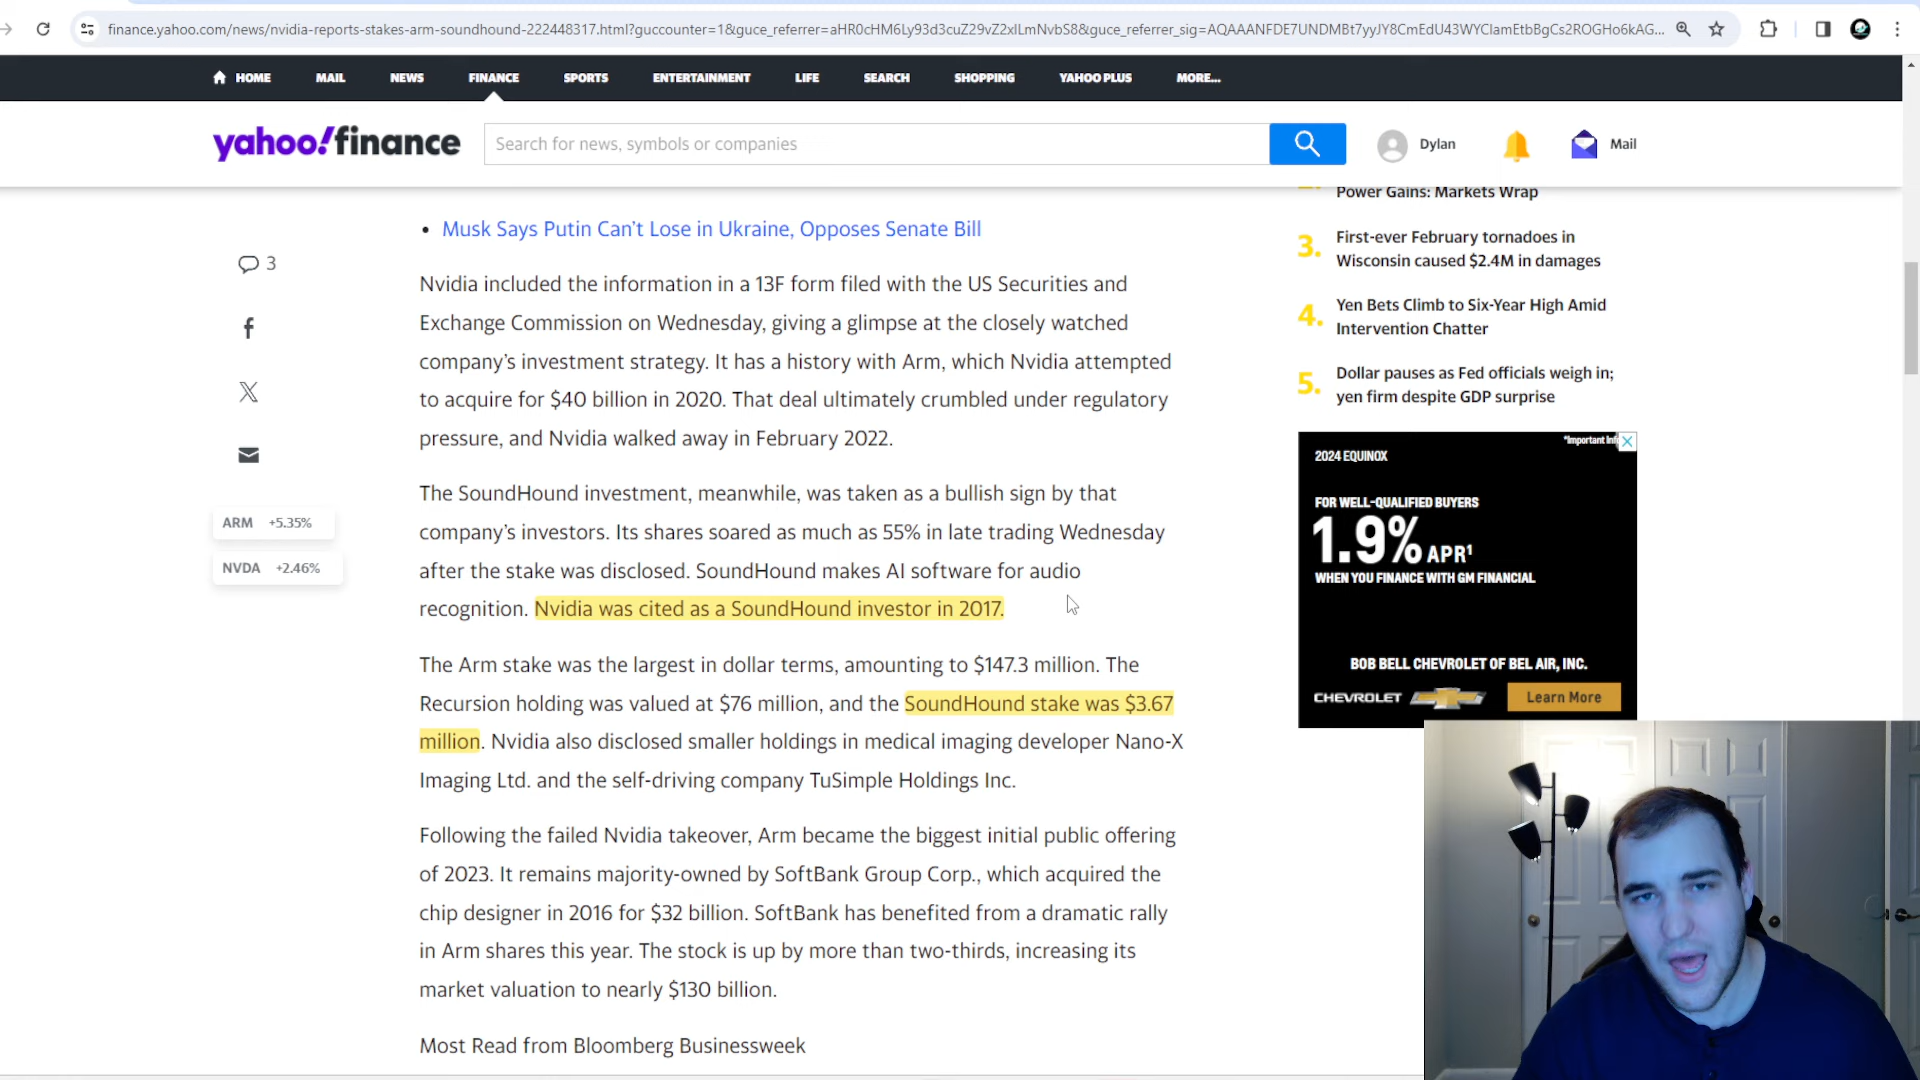 finance.yahoo.com/news/nvidia-reports-stakes-arm-soundhound-222448317.html?guccounter=1&guce_referrer=aHR0cHM6Ly93d3cuZ29vZ2xlLmNvbS8&guce_referrer_sig=AQAAANFDE7UNDMBt7yyJY8CmEdU43WYCIamEtbBgCs2ROGHo6kAG...
HOME MAIL NEWS FINANCE SPORTS ENTERTAINMENT LIFE SEARCH SHOPPING YAHOO PLUS MORE...
yahoo!finance
Search for news, symbols or companies
Dylan
Mail
• Musk Says Putin Can't Lose in Ukraine, Opposes Senate Bill
3
Nvidia included the information in a 13F form filed with the US Securities and
Exchange Commission on Wednesday, giving a glimpse at the closely watched
company's investment strategy. It has a history with Arm, which Nvidia attempted
to acquire for $40 billion in 2020. That deal ultimately crumbled under regulatory
pressure, and Nvidia walked away in February 2022.
ARM +5.35%
NVDA +2.46%
The SoundHound investment, meanwhile, was taken as a bullish sign by that
company's investors. Its shares soared as much as 55% in late trading Wednesday
after the stake was disclosed. SoundHound makes AI software for audio
recognition. Nvidia was cited as a SoundHound investor in 2017.
The Arm stake was the largest in dollar terms, amounting to $147.3 million. The
Recursion holding was valued at $76 million, and the SoundHound stake was $3.67
million. Nvidia also disclosed smaller holdings in medical imaging developer Nano-X
Imaging Ltd. and the self-driving company TuSimple Holdings Inc.
Following the failed Nvidia takeover, Arm became the biggest initial public offering
of 2023. It remains majority-owned by SoftBank Group Corp., which acquired the
chip designer in 2016 for $32 billion. SoftBank has benefited from a dramatic rally
in Arm shares this year. The stock is up by more than two-thirds, increasing its
market valuation to nearly $130 billion.
Most Read from Bloomberg Businessweek
Power Gains: Markets Wrap
3. First-ever February tornadoes in
Wisconsin caused $2.4M in damages
4. Yen Bets Climb to Six-Year High Amid
Intervention Chatter
5. Dollar pauses as Fed officials weigh in;
yen firm despite GDP surprise
*Important Inf
2024 EQUINOX
FOR WELL-QUALIFIED BUYERS
1.9% APR¹
WHEN YOU FINANCE WITH GM FINANCIAL
BOB BELL CHEVROLET OF BEL AIR, INC.
CHEVROLET
Learn More